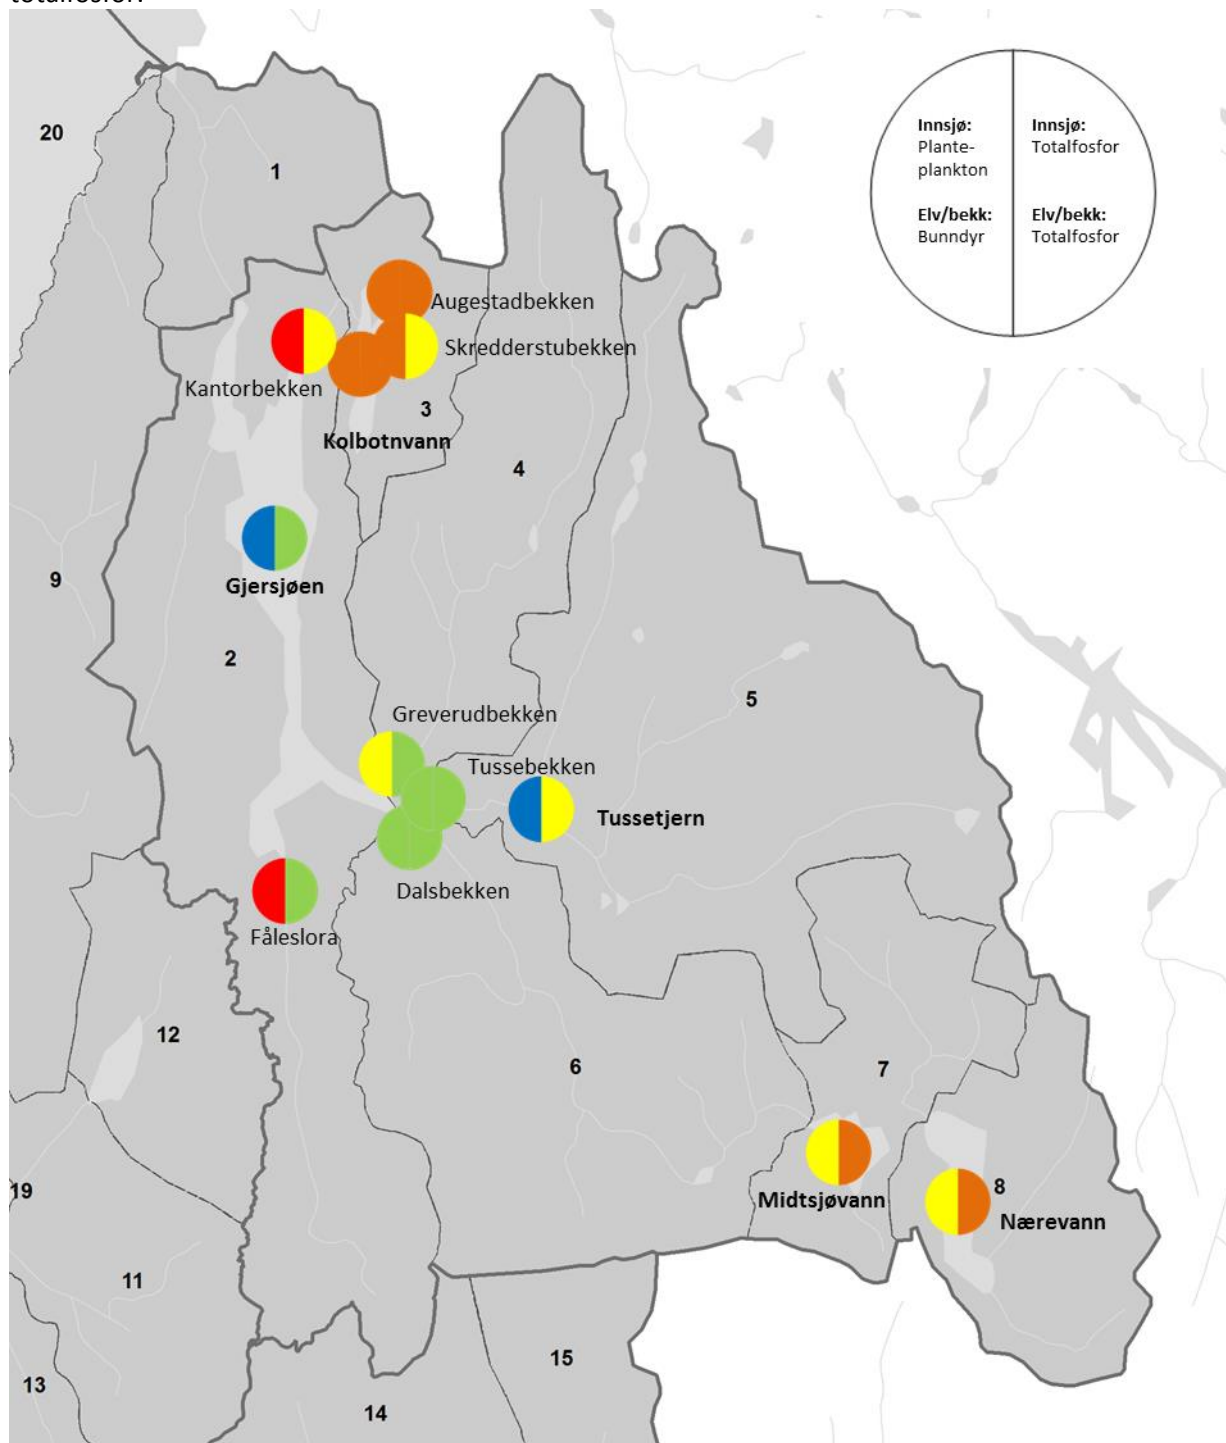 totalfosfor.
20
1
Innsjø:
Plante-
plankton
Innsjø:
Totalfosfor
Elv/bekk:
Bunndyr
Elv/bekk:
Totalfosfor
Augestadbekken
Skredderstubekken
Kantorbekken
3
Kolbotnvann
4
9
Gjersjøen
2
5
Greverudbekken
Tussebekken
Tussetjern
Dalsbekken
Fåleslora
12
6
7
19
Midtsjøvann
8
Nærevann
11
15
13
14